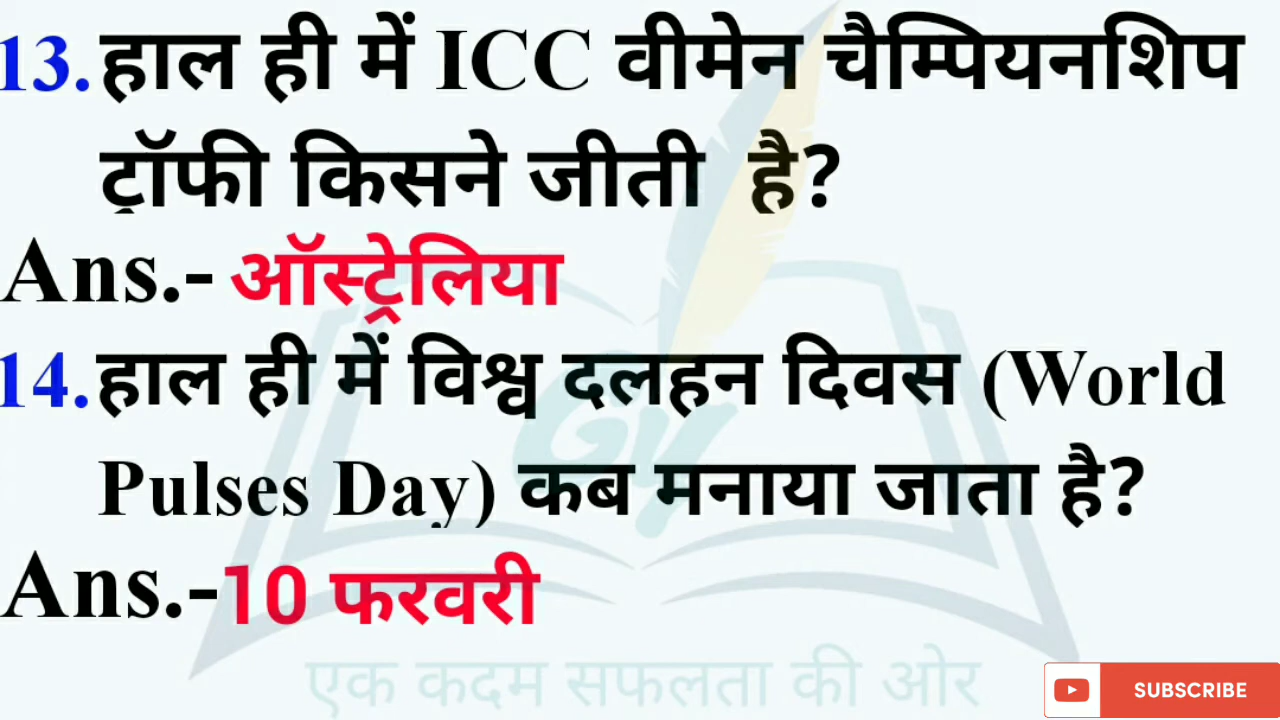 13. हाल ही में ICC वीमेन चैम्पियनशिप
ट्रॉफी किसने जीती है?
Ans.- ऑस्ट्रेलिया
14. हाल ही में विश्व दलहन दिवस (World
Pulses Day) कब मनाया जाता है?
Ans.-10 फरवरी
GY
एक कदम सफलता की ओर
SUBSCRIBE